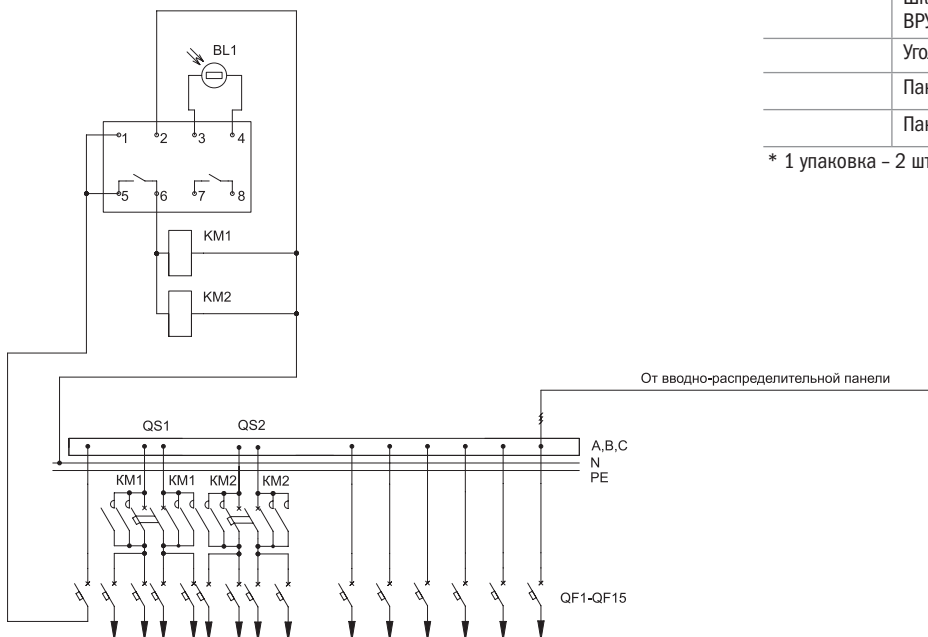 ВРУ
BL1
1
2
3
4
5
6
7
8
* 1 упаковка – 2 шт
KM1
KM2
От вводно-распределительной панели
QS1
QS2
A,B,C
N
PE
KM1
KM1
KM2
KM2
QF1-QF15